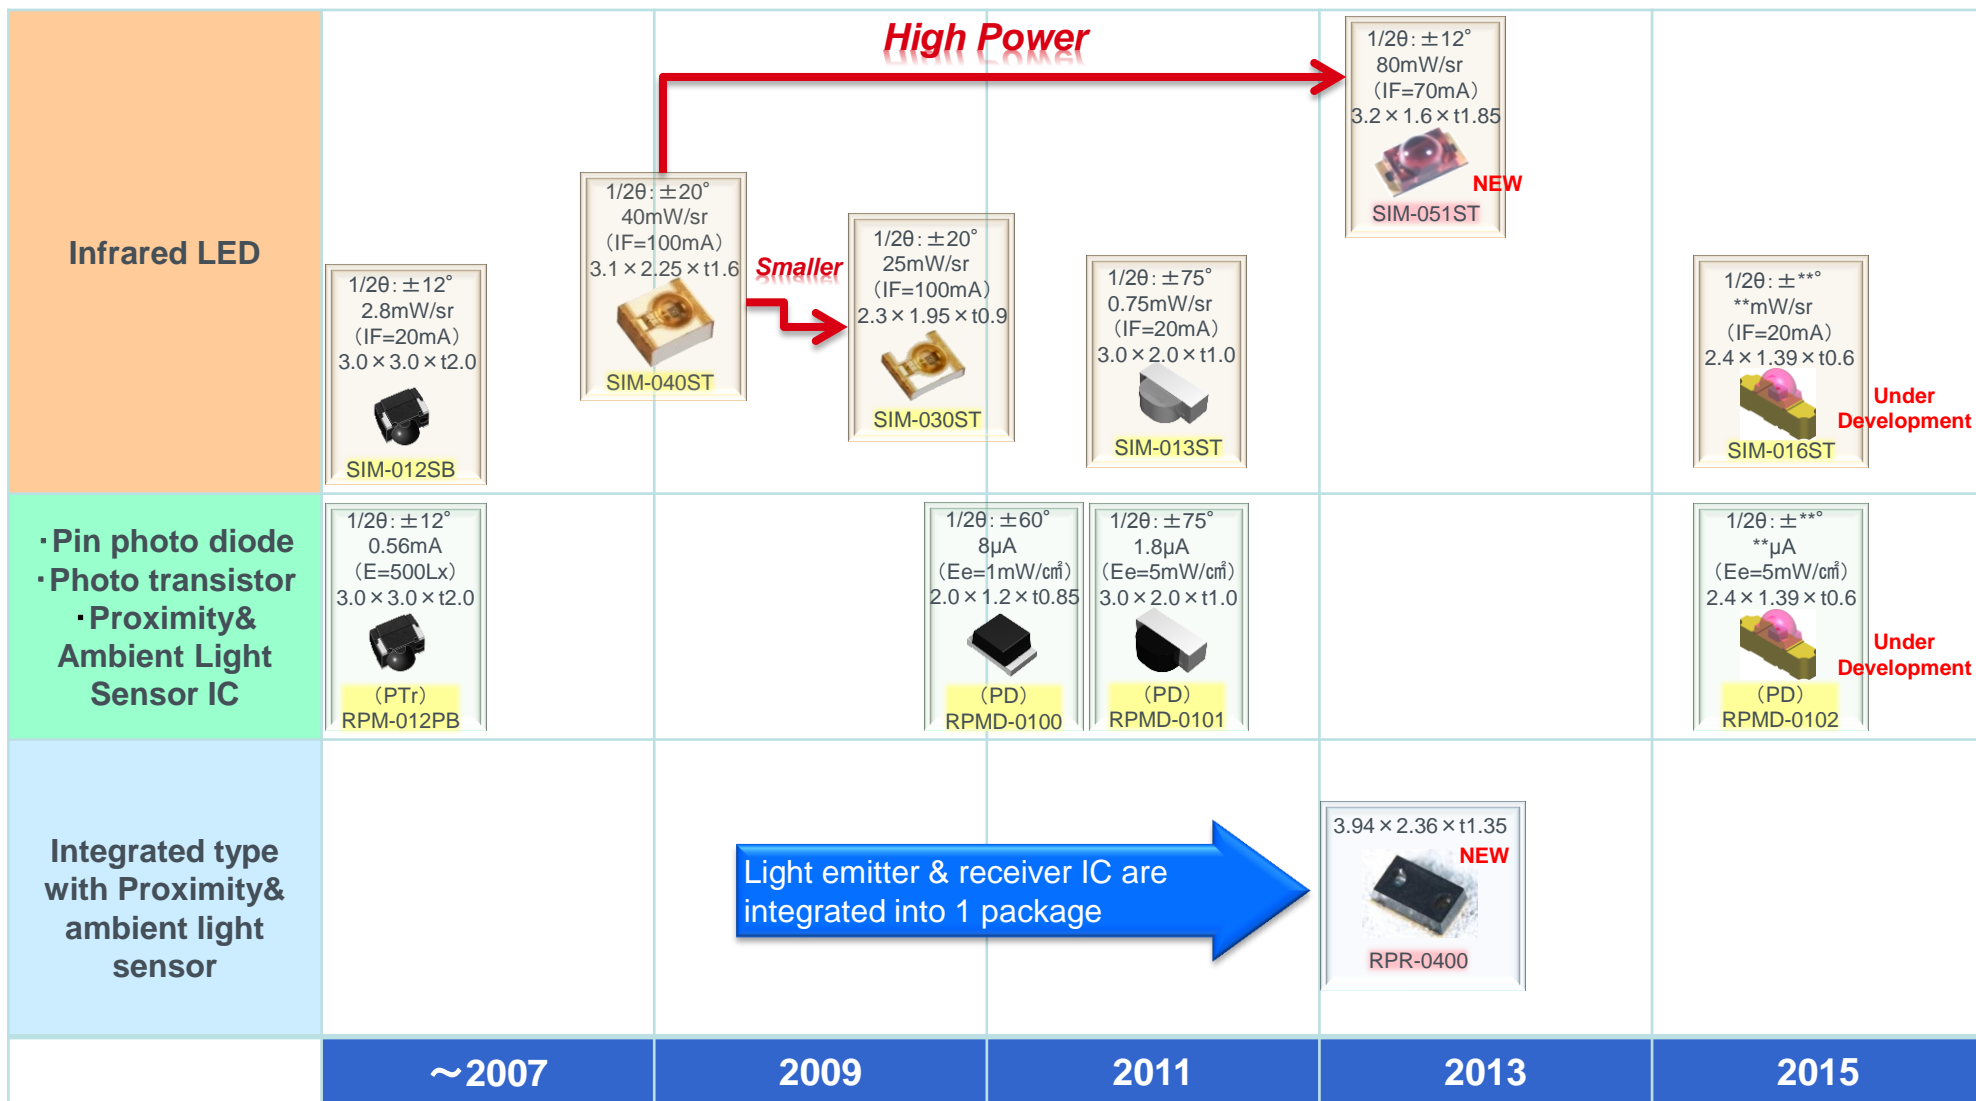 Infrared LED
High Power
1/2θ: ±12°
80mW/sr
(IF=70mA)
3.2×1.6×t1.85
NEW
SIM-051ST
1/2θ: ±20°
40mW/sr
(IF=100mA)
3.1×2.25×t1.6
SIM-040ST
Smaller
1/2θ: ±20°
25mW/sr
(IF=100mA)
2.3×1.95×t0.9
SIM-030ST
1/2θ: ±12°
2.8mW/sr
(IF=20mA)
3.0×3.0×t2.0
SIM-012SB
1/2θ: ±75°
0.75mW/sr
(IF=20mA)
3.0×2.0×t1.0
SIM-013ST
1/2θ: ±**°
**mW/sr
(IF=20mA)
2.4×1.39×t0.6
SIM-016ST
Under
Development
・Pin photo diode
・Photo transistor
・Proximity&
Ambient Light
Sensor IC
1/2θ: ±12°
0.56mA
(E=500Lx)
3.0×3.0×t2.0
(PTr)
RPM-012PB
1/2θ: ±60°
8μA
(Ee=1mW/c㎡)
2.0×1.2×t0.85
(PD)
RPMD-0100
1/2θ: ±75°
1.8μA
(Ee=5mW/c㎡)
3.0×2.0×t1.0
(PD)
RPMD-0101
1/2θ: ±**°
**μA
(Ee=5mW/c㎡)
2.4×1.39×t0.6
(PD)
RPMD-0102
Under
Development
Integrated type
with Proximity&
ambient light
sensor
Light emitter & receiver IC are
integrated into 1 package
3.94×2.36×t1.35
NEW
RPR-0400
～2007
2009
2011
2013
2015